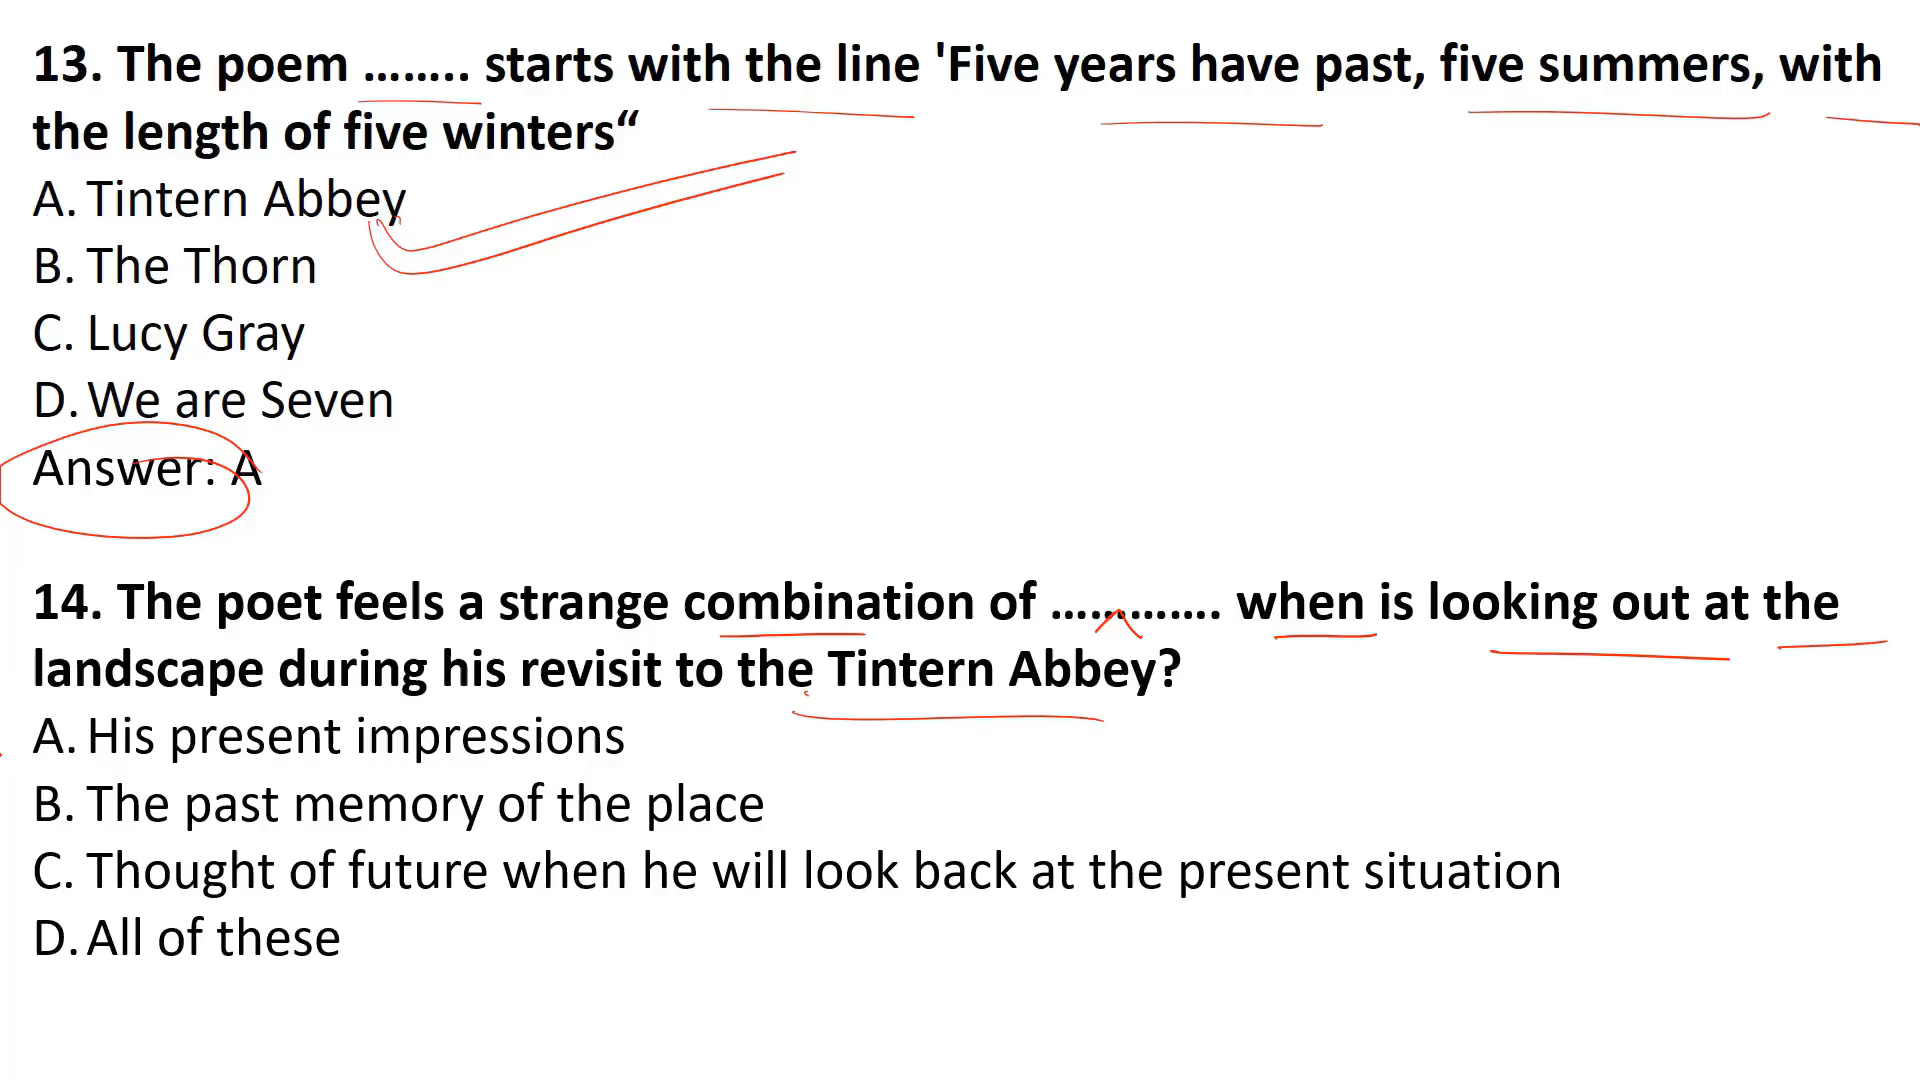 13. The poem …….. starts with the line 'Five years have past, five summers, with
the length of five winters“
A. Tintern Abbey
B. The Thorn
C. Lucy Gray
D. We are Seven
Answer: A
14. The poet feels a strange combination of …………. when is looking out at the
landscape during his revisit to the Tintern Abbey?
A. His present impressions
B. The past memory of the place
C. Thought of future when he will look back at the present situation
D. All of these